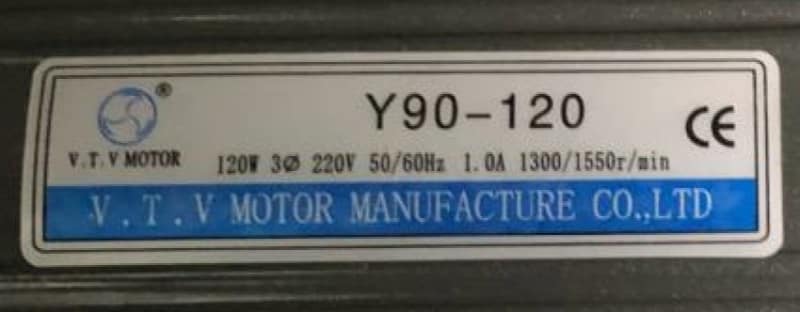 ®
Y90-120
CE
V.T.V MOTOR
120W 3Ø 220V 50/60Hz 1.0A 1300/1550r/min
V.T.V MOTOR MANUFACTURE CO.,LTD